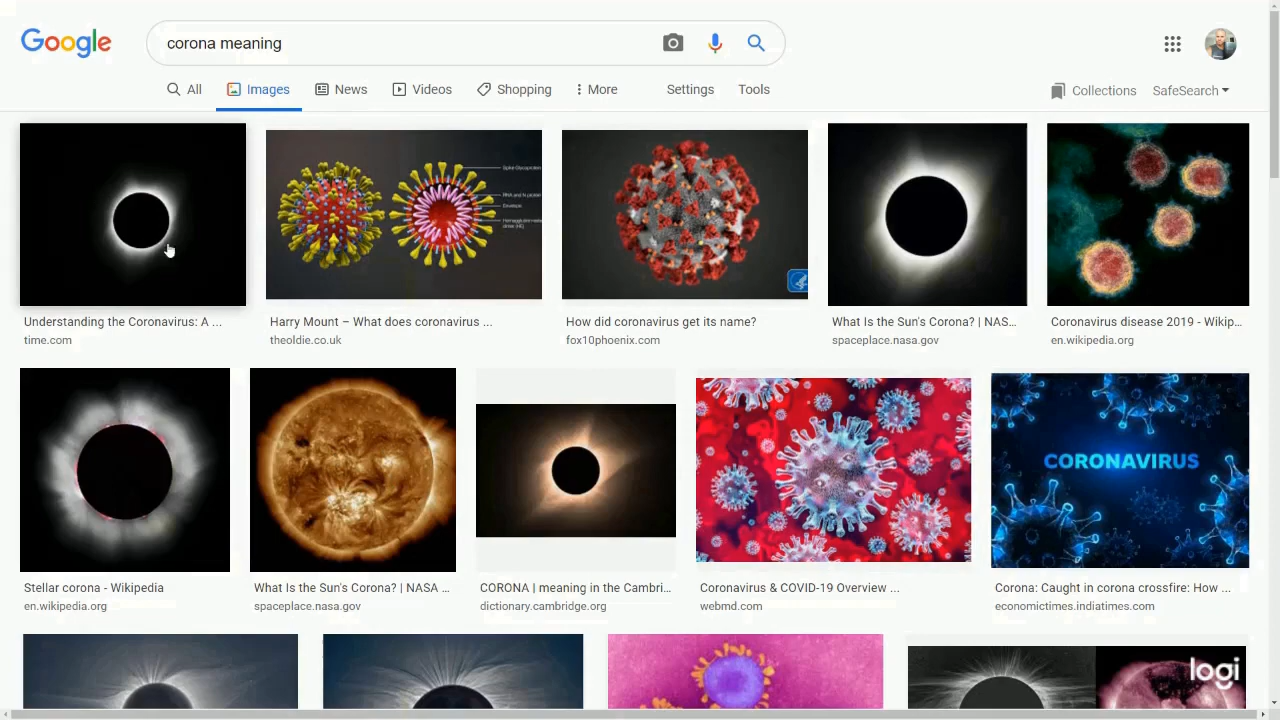 Google
corona meaning
All Images News Videos Shopping More Settings Tools
Collections SafeSearch
Understanding the Coronavirus: A ...
time.com
Harry Mount – What does coronavirus ...
theoldie.co.uk
How did coronavirus get its name?
fox10phoenix.com
What Is the Sun's Corona? | NAS...
spaceplace.nasa.gov
Coronavirus disease 2019 - Wikip...
en.wikipedia.org
CORONAVIRUS
Stellar corona - Wikipedia
en.wikipedia.org
What Is the Sun's Corona? | NASA ...
spaceplace.nasa.gov
CORONA | meaning in the Cambri...
dictionary.cambridge.org
Coronavirus & COVID-19 Overview ...
webmd.com
Corona: Caught in corona crossfire: How ...
economictimes.indiatimes.com
logi